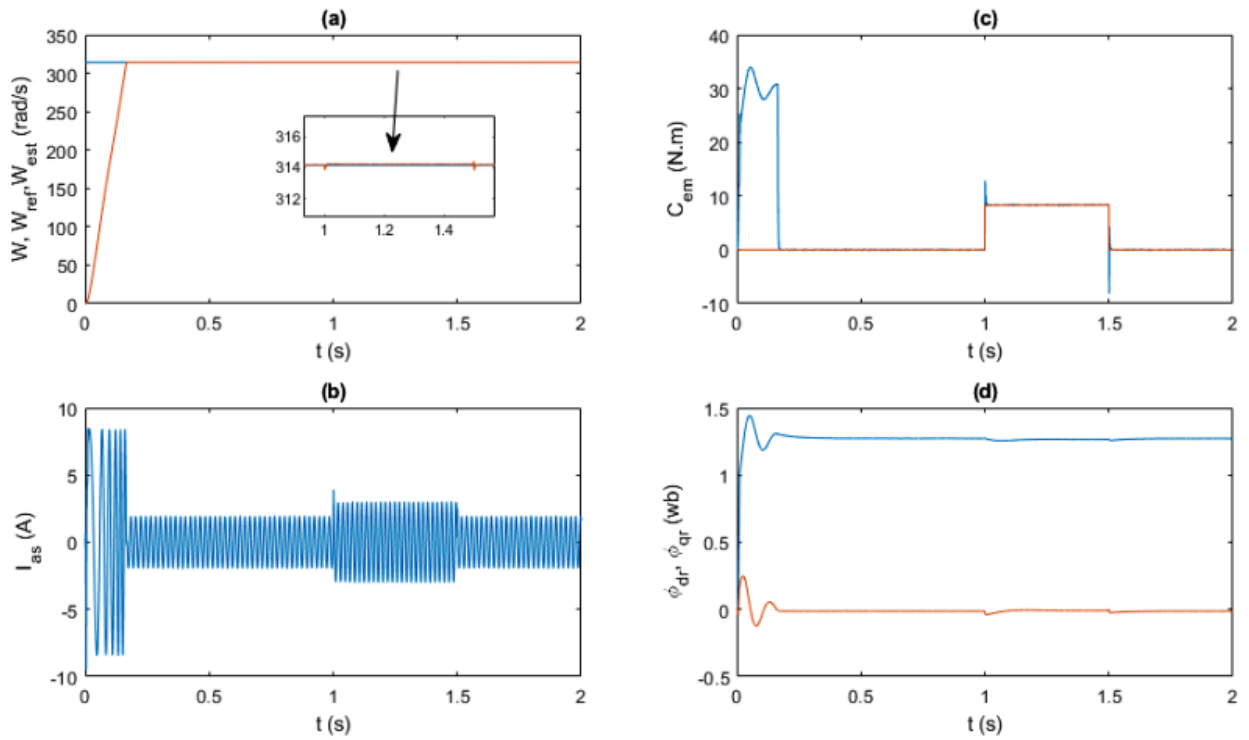 (a)
350
300
250
200
150
100
50
0
W, W_ref, W_est (rad/s)
316
314
312
1 1.2 1.4
0 0.5 1 1.5 2
t (s)
(c)
40
30
20
10
0
-10
C_em (N.m)
0 0.5 1 1.5 2
t (s)
(b)
10
5
0
-5
-10
I_as (A)
0 0.5 1 1.5 2
t (s)
(d)
1.5
1
0.5
0
-0.5
ϕ_dr, ϕ_qr (wb)
0 0.5 1 1.5 2
t (s)